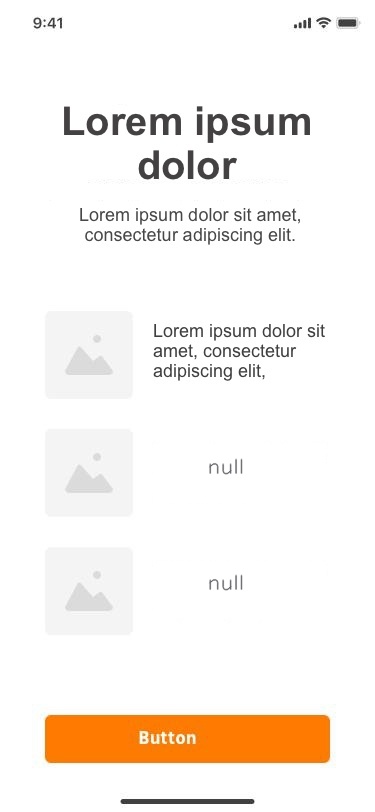 9:41
Lorem ipsum
dolor
Lorem ipsum dolor sit amet,
consectetur adipiscing elit.
Lorem ipsum dolor sit
amet, consectetur
adipiscing elit,
null
null
Button